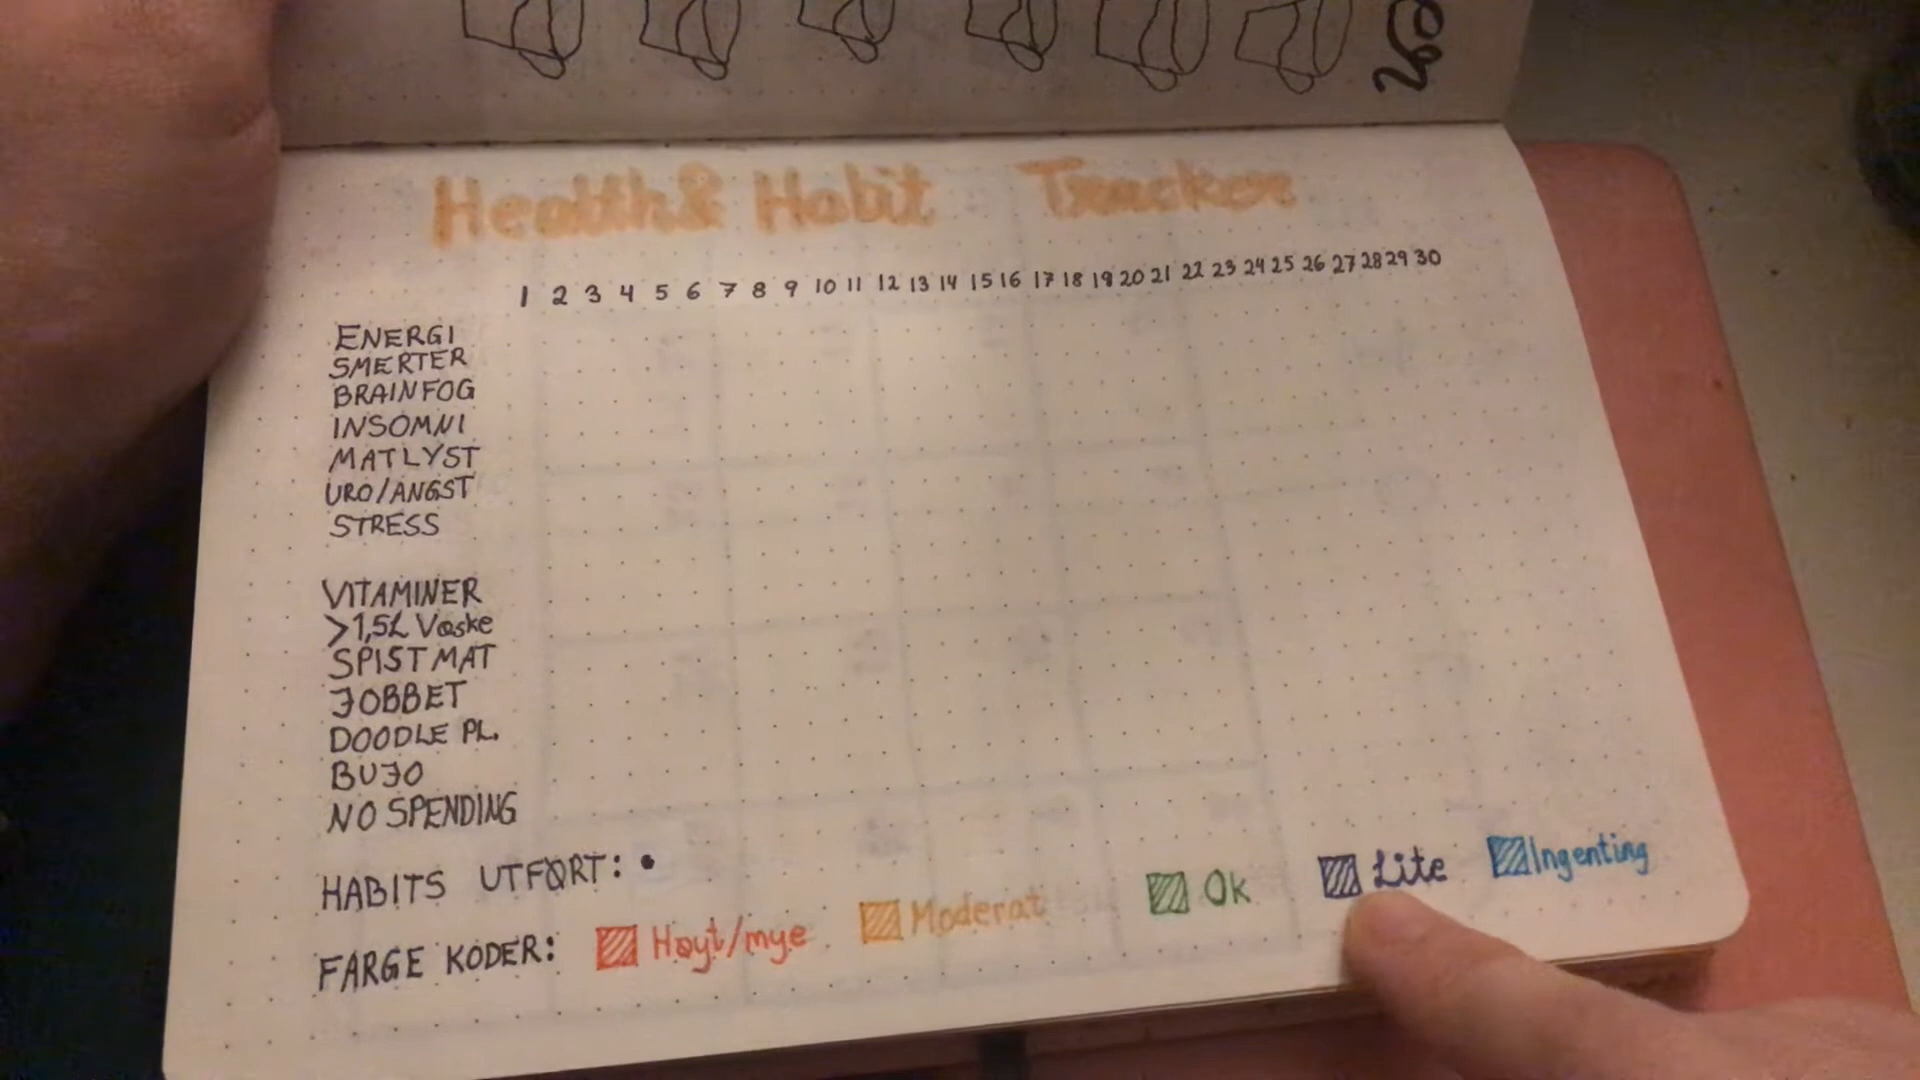 Health & Habit Tracker
1 2 3 4 5 6 7 8 9 10 11 12 13 14 15 16 17 18 19 20 21 22 23 24 25 26 27 28 29 30
ENERGI
SMERTER
BRAINFOG
INSOMNI
MATLYST
URO/ANGST
STRESS
VITAMINER
>1,5L Væske
SPIST MAT
JOBBET
DOODLE PL.
BUJO
NO SPENDING
HABITS UTFØRT: •
FARGE KODER: Høyt/mye Moderat Ok Lite Ingenting